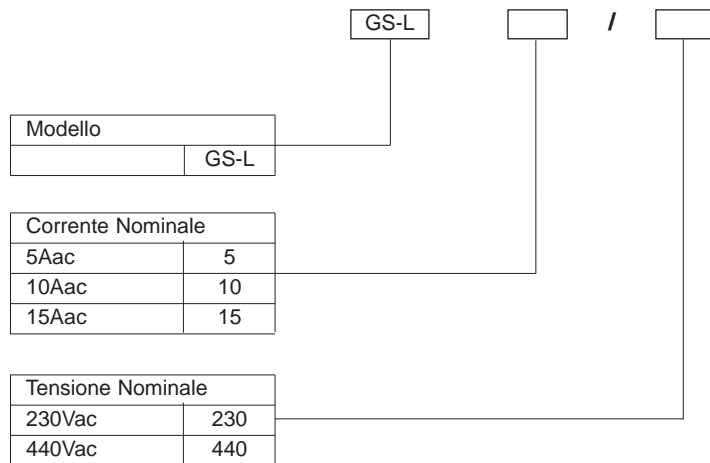 GS-L /
Modello
GS-L
Corrente Nominale
5Aac 5
10Aac 10
15Aac 15
Tensione Nominale
230Vac 230
440Vac 440